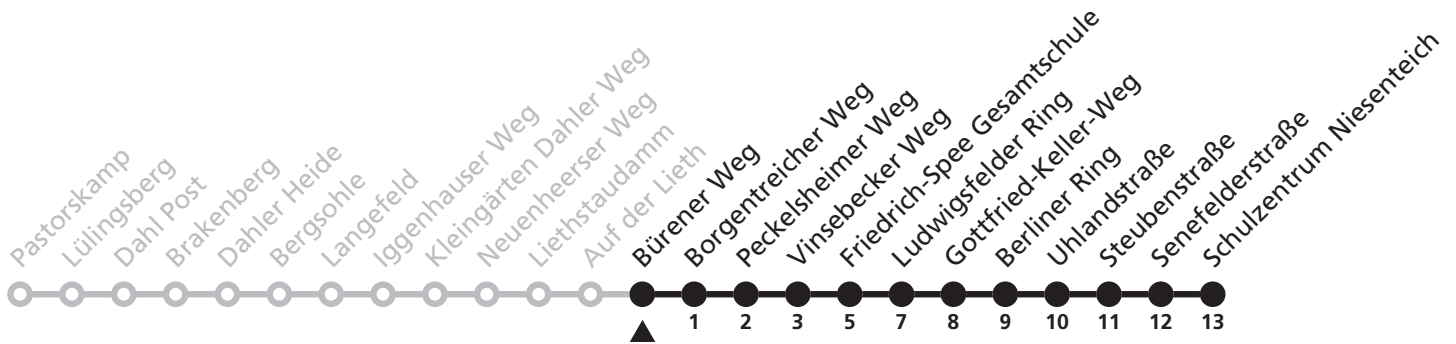 Pastorskamp
Lüllingsberg
Dahl Post
Brakenberg
Dahler Heide
Bergsohle
Langefeld
Iggenhauser Weg
Kleingärten Dahler Weg
Neuenheerser Weg
Liethstaudamm
Auf der Lieth
Bürener Weg
Borgentreicher Weg
Peckelsheimer Weg
Vinsebecker Weg
Friedrich-Spee Gesamtschule
Ludwigsfelder Ring
Gottfried-Keller-Weg
Berliner Ring
Uhlandstraße
Steubenstraße
Senefelderstraße
Schulzentrum Niesenteich
1 2 3 5 7 8 9 10 11 12 13